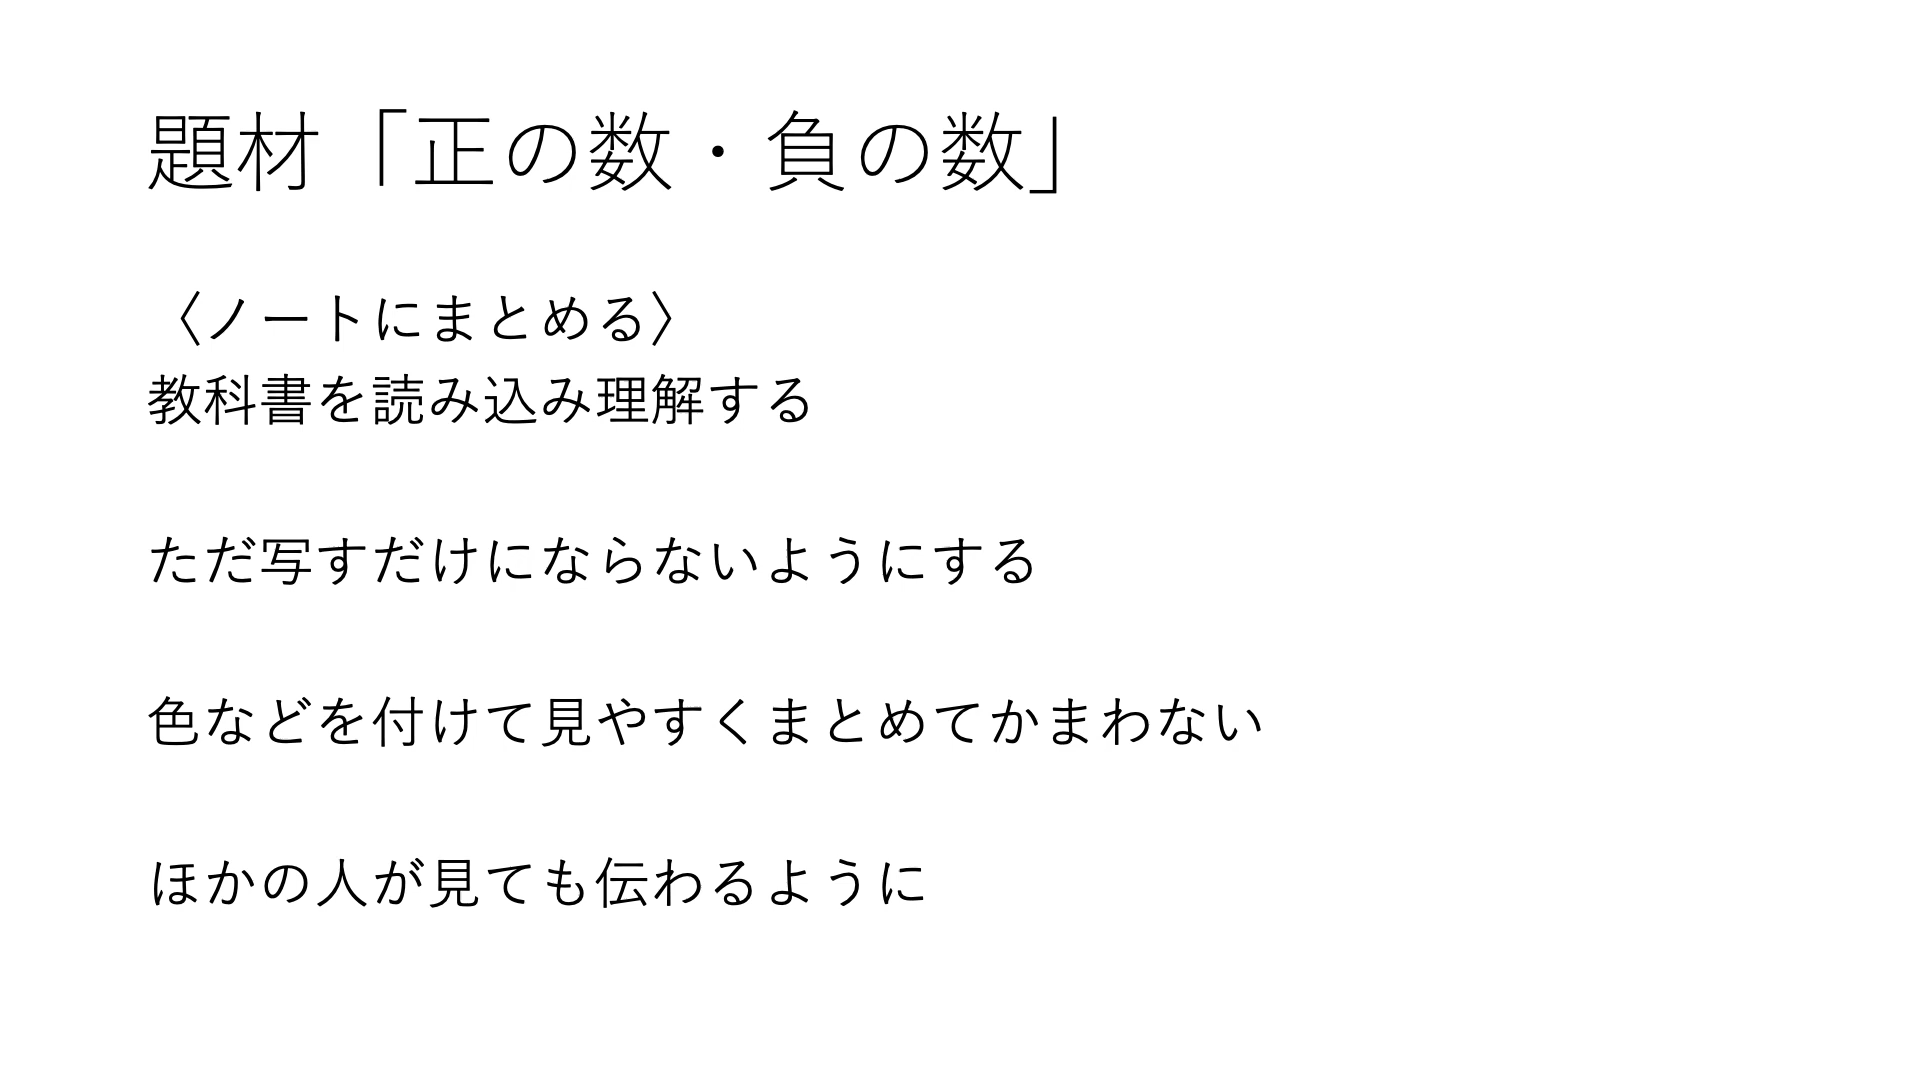 題材「正の数・負の数」
〈ノートにまとめる〉
教科書を読み込み理解する
ただ写すだけにならないようにする
色などを付けて見やすくまとめてかまわない
ほかの人が見ても伝わるように